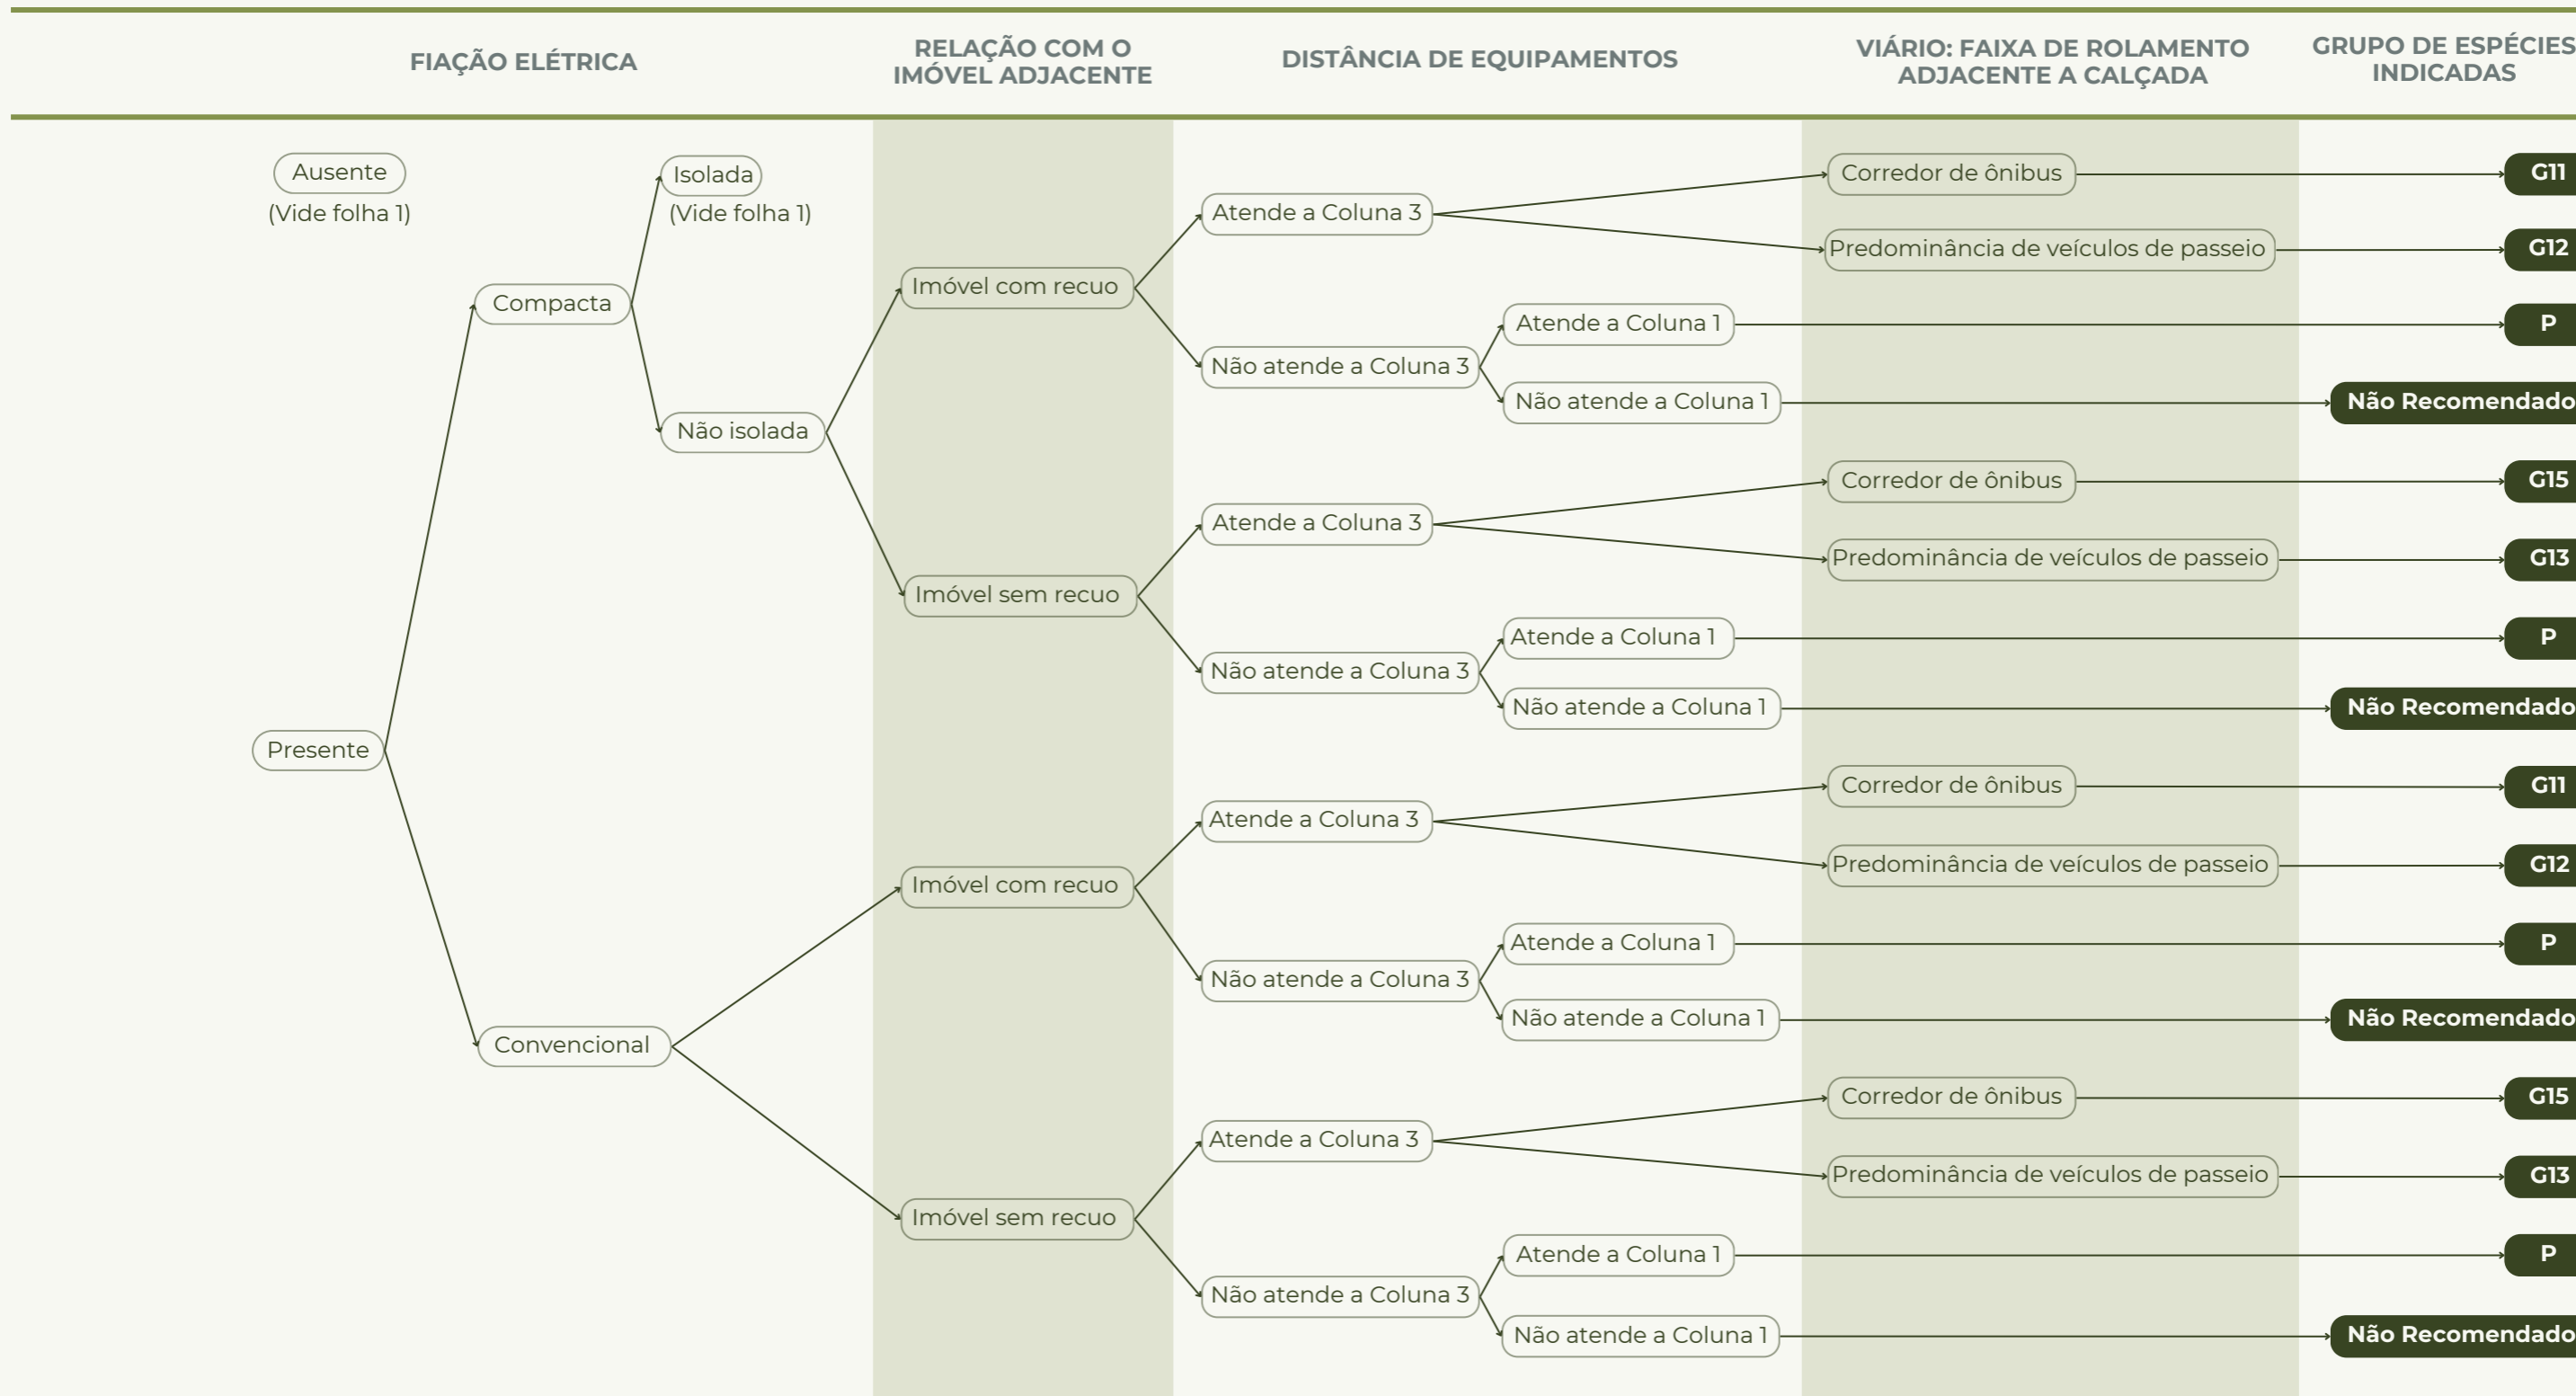 FIAÇÃO ELÉTRICA
RELAÇÃO COM O
IMÓVEL ADJACENTE
DISTÂNCIA DE EQUIPAMENTOS
VIÁRIO: FAIXA DE ROLAMENTO
ADJACENTE A CALÇADA
GRUPO DE ESPÉCIES
INDICADAS
Ausente
(Vide folha 1)
Isolada
(Vide folha 1)
Compacta
Não isolada
Presente
Convencional
Imóvel com recuo
Atende a Coluna 3
Corredor de ônibus
G11
Predominância de veículos de passeio
G12
Não atende a Coluna 3
Atende a Coluna 1
P
Não atende a Coluna 1
Não Recomendado
Imóvel sem recuo
Atende a Coluna 3
Corredor de ônibus
G15
Predominância de veículos de passeio
G13
Não atende a Coluna 3
Atende a Coluna 1
P
Não atende a Coluna 1
Não Recomendado
Imóvel com recuo
Atende a Coluna 3
Corredor de ônibus
G11
Predominância de veículos de passeio
G12
Não atende a Coluna 3
Atende a Coluna 1
P
Não atende a Coluna 1
Não Recomendado
Imóvel sem recuo
Atende a Coluna 3
Corredor de ônibus
G15
Predominância de veículos de passeio
G13
Não atende a Coluna 3
Atende a Coluna 1
P
Não atende a Coluna 1
Não Recomendado